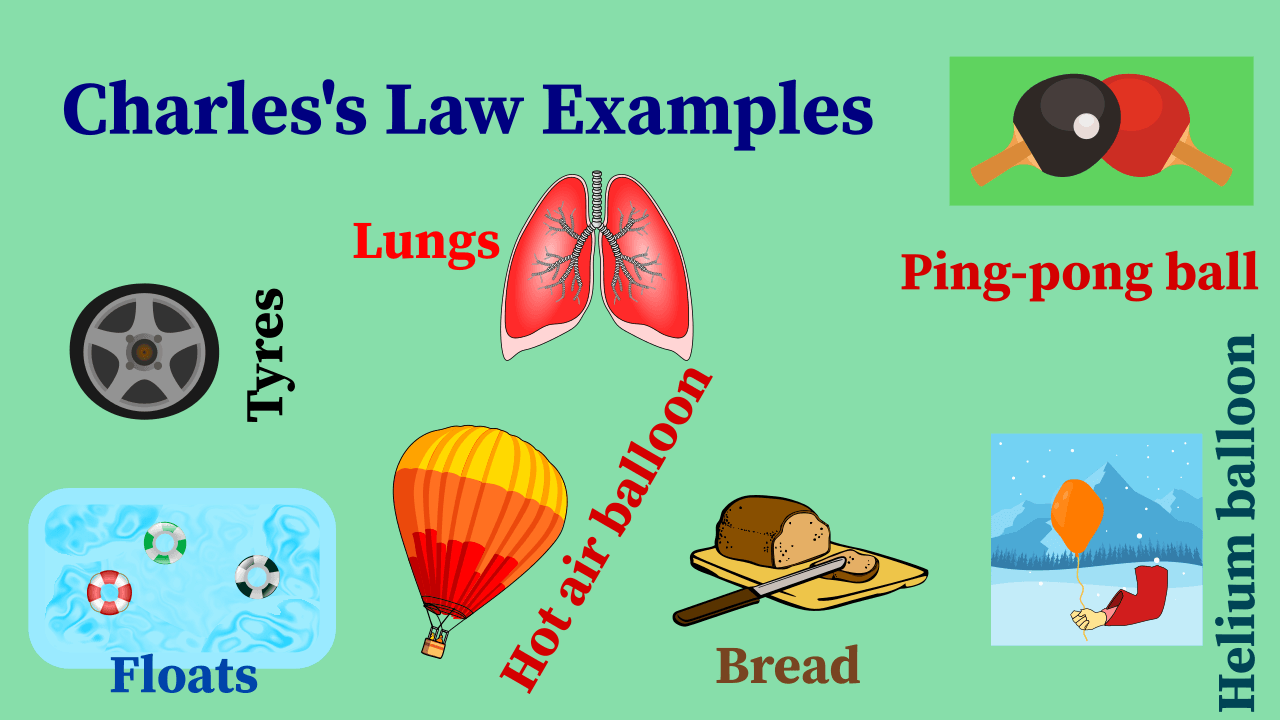 Charles's Law Examples
Lungs
Ping-pong ball
Tyres
Hot air balloon
Helium balloon
Floats
Bread